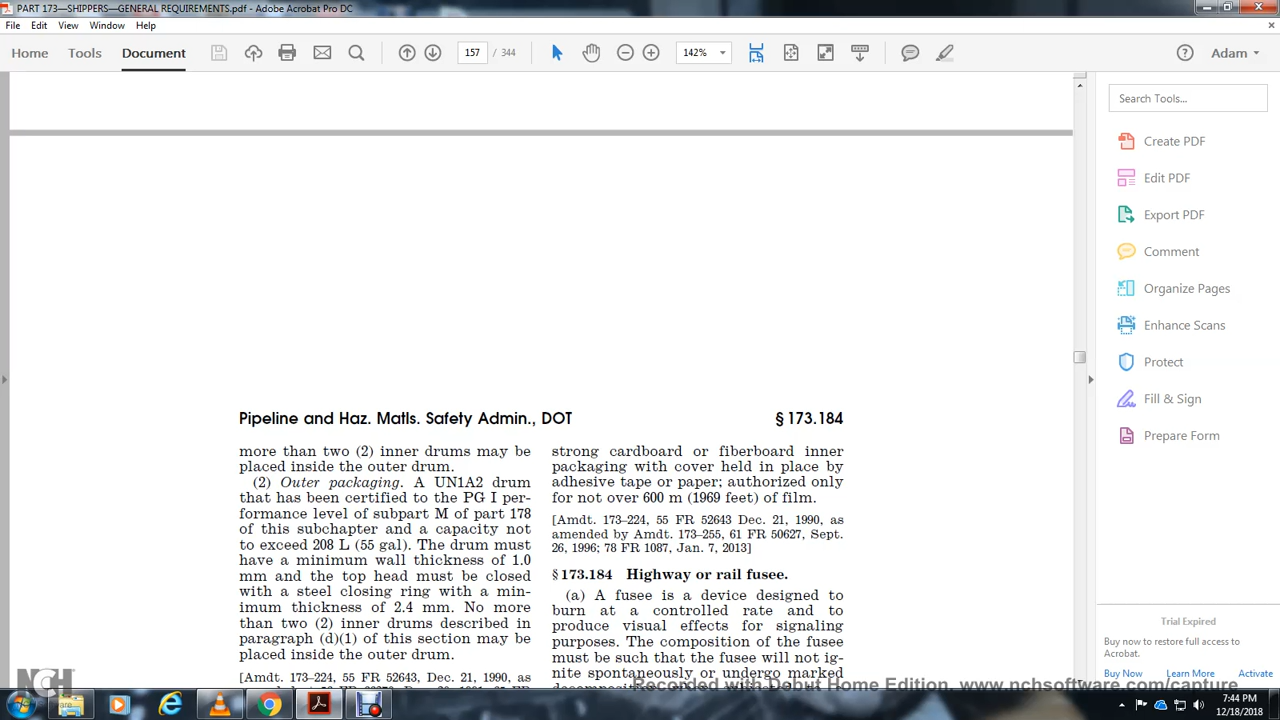 PART 173—SHIPPERS—GENERAL REQUIREMENTS.pdf - Adobe Acrobat Pro DC
File Edit View Window Help
Home Tools Document 157 / 344 142% Adam
Search Tools...
Create PDF
Edit PDF
Export PDF
Comment
Organize Pages
Enhance Scans
Protect
Fill & Sign
Prepare Form
Pipeline and Haz. Matls. Safety Admin., DOT § 173.184
more than two (2) inner drums may be
placed inside the outer drum.
(2) Outer packaging. A UN1A2 drum
that has been certified to the PG I per-
formance level of subpart M of part 178
of this subchapter and a capacity not
to exceed 208 L (55 gal). The drum must
have a minimum wall thickness of 1.0
mm and the top head must be closed
with a steel closing ring with a min-
imum thickness of 2.4 mm. No more
than two (2) inner drums described in
paragraph (d)(1) of this section may be
placed inside the outer drum.
[Amdt. 173–224, 55 FR 52643, Dec. 21, 1990, as
strong cardboard or fiberboard inner
packaging with cover held in place by
adhesive tape or paper; authorized only
for not over 600 m (1969 feet) of film.
[Amdt. 173–224, 55 FR 52643 Dec. 21, 1990, as
amended by Amdt. 173–255, 61 FR 50627, Sept.
26, 1996; 78 FR 1087, Jan. 7, 2013]
§ 173.184 Highway or rail fusee.
(a) A fusee is a device designed to
burn at a controlled rate and to
produce visual effects for signaling
purposes. The composition of the fusee
must be such that the fusee will not ig-
nite spontaneously or undergo marked
Trial Expired
Buy now to restore full access to
Acrobat.
Buy Now Learn More Activate
NCH
Recorded with Debut Home Edition. www.nchsoftware.com/capture
7:44 PM
12/18/2018